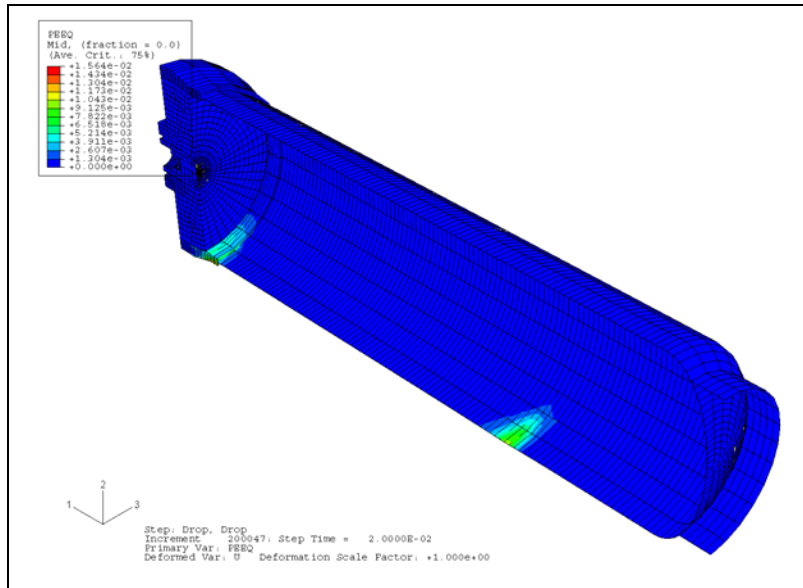 PEEQ
Mid, (fraction = 0.0)
(Ave. Crit.: 75%)
+1.564e-02
+1.434e-02
+1.304e-02
+1.173e-02
+1.043e-02
+9.125e-03
+7.822e-03
+6.518e-03
+5.214e-03
+3.911e-03
+2.607e-03
+1.304e-03
+0.000e+00
2
1 3
Step: Drop, Drop
Increment 200047: Step Time = 2.0000E-02
Primary Var: PEEQ
Deformed Var: U Deformation Scale Factor: +1.000e+00